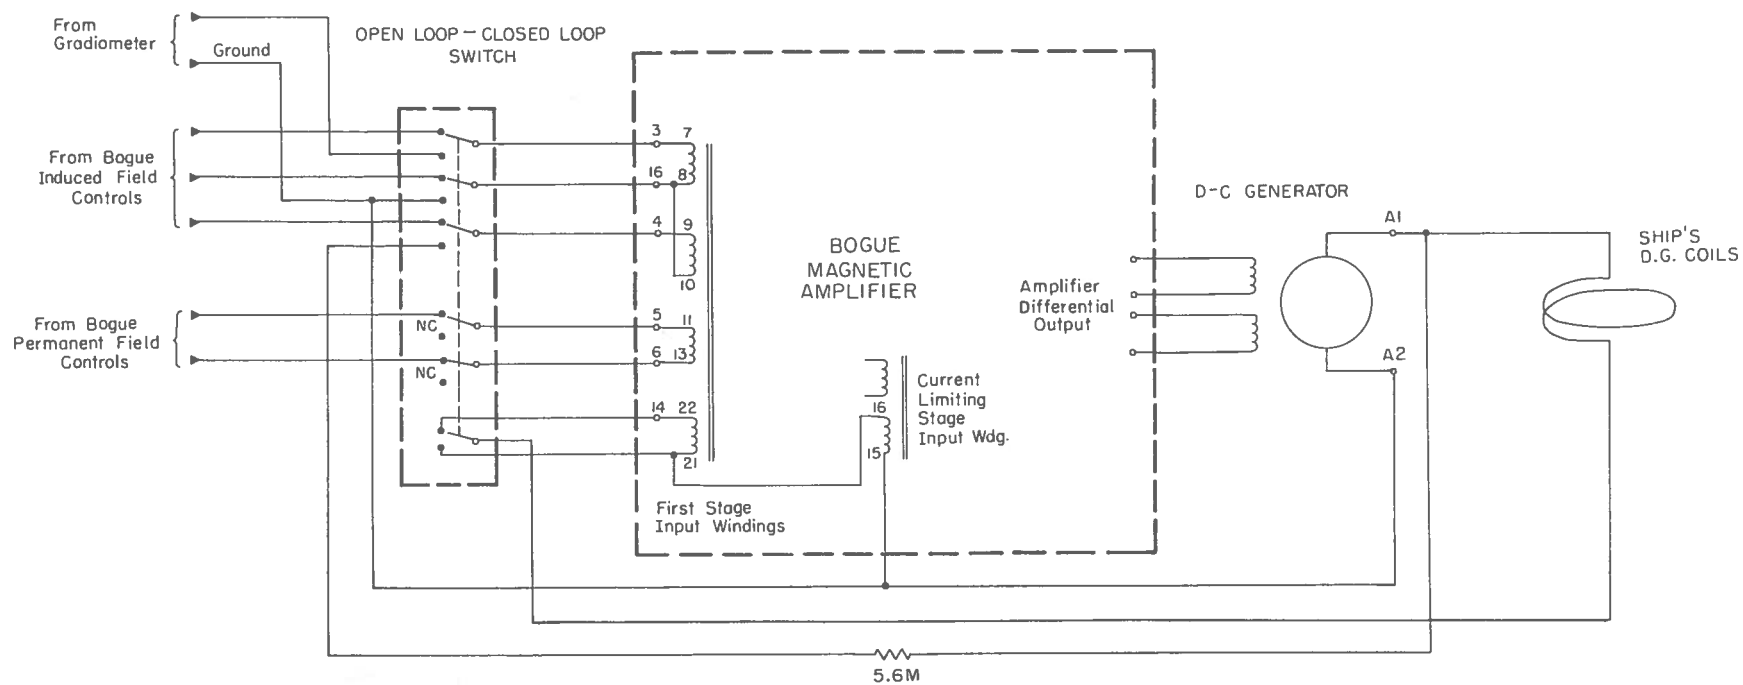 From
Gradiometer
Ground
OPEN LOOP – CLOSED LOOP
SWITCH
From Bogue
Induced Field
Controls
From Bogue
Permanent Field
Controls
NC
NC
3 7
16 8
4 9
10
5 11
6 13
14 22
21
First Stage
Input Windings
BOGUE
MAGNETIC
AMPLIFIER
Amplifier
Differential
Output
16
15
Current
Limiting
Stage
Input Wdg.
D-C GENERATOR
A1
A2
SHIP'S
D.G. COILS
5.6M